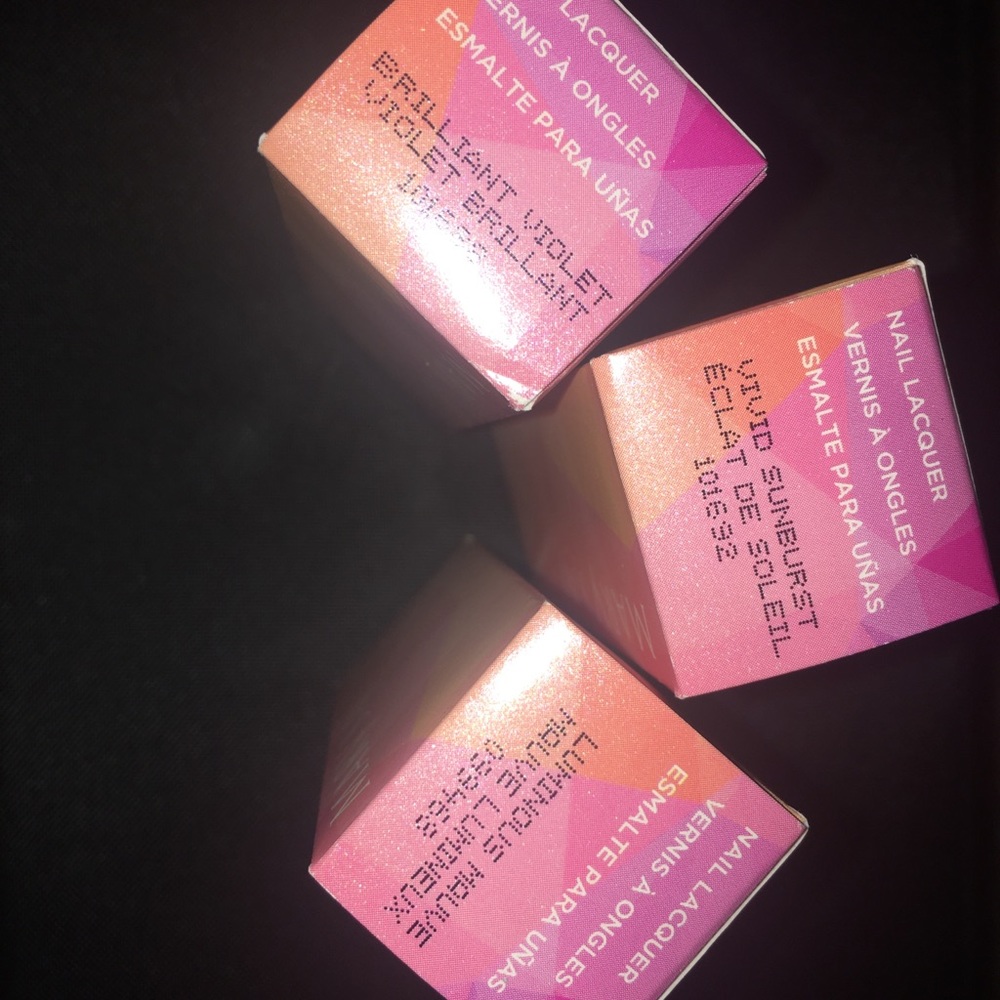 LACQUER
VERNIS À ONGLES
ESMALTE PARA UÑAS
BRILLIANT VIOLET
VIOLET BRILLANT
NAIL LACQUER
VERNIS À ONGLES
ESMALTE PARA UÑAS
VIVID SUNBURST
ÉCLAT DE SOLEIL
101692
NAIL LACQUER
VERNIS À ONGLES
ESMALTE PARA UÑAS
LUMINOUS MAUVE
MAUVE LUMINEUX